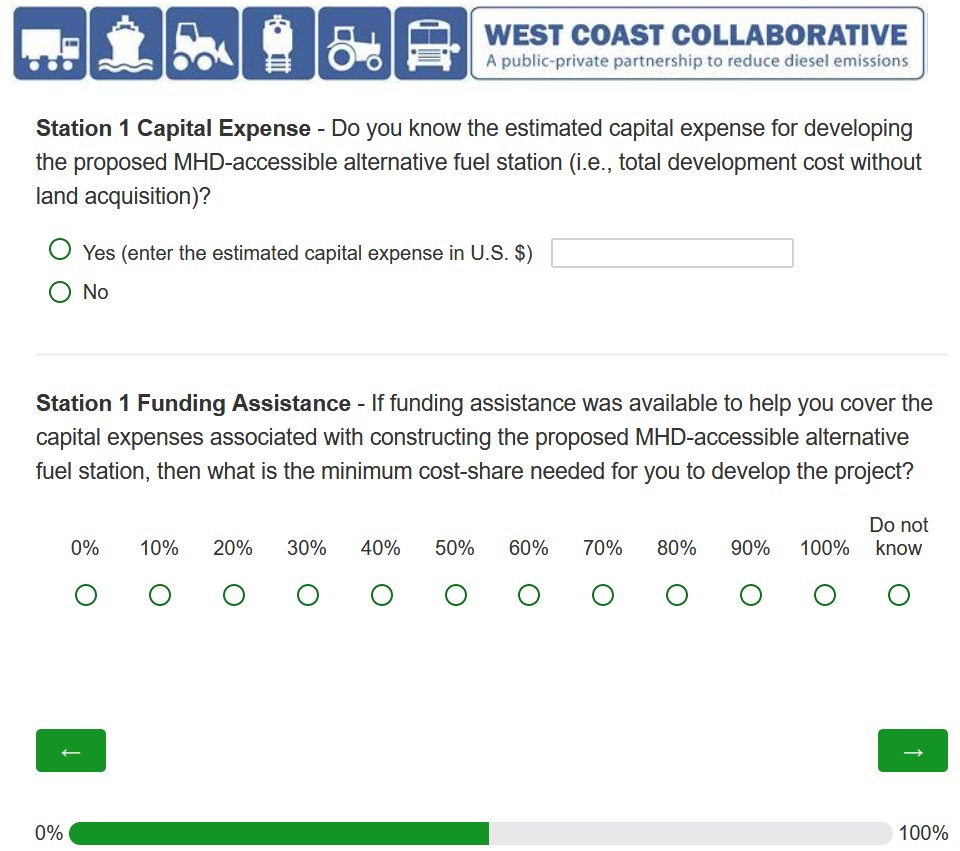 WEST COAST COLLABORATIVE
A public-private partnership to reduce diesel emissions
Station 1 Capital Expense - Do you know the estimated capital expense for developing
the proposed MHD-accessible alternative fuel station (i.e., total development cost without
land acquisition)?
Yes (enter the estimated capital expense in U.S. $)
No
Station 1 Funding Assistance - If funding assistance was available to help you cover the
capital expenses associated with constructing the proposed MHD-accessible alternative
fuel station, then what is the minimum cost-share needed for you to develop the project?
0% 10% 20% 30% 40% 50% 60% 70% 80% 90% 100% Do not know
← →
0% 100%